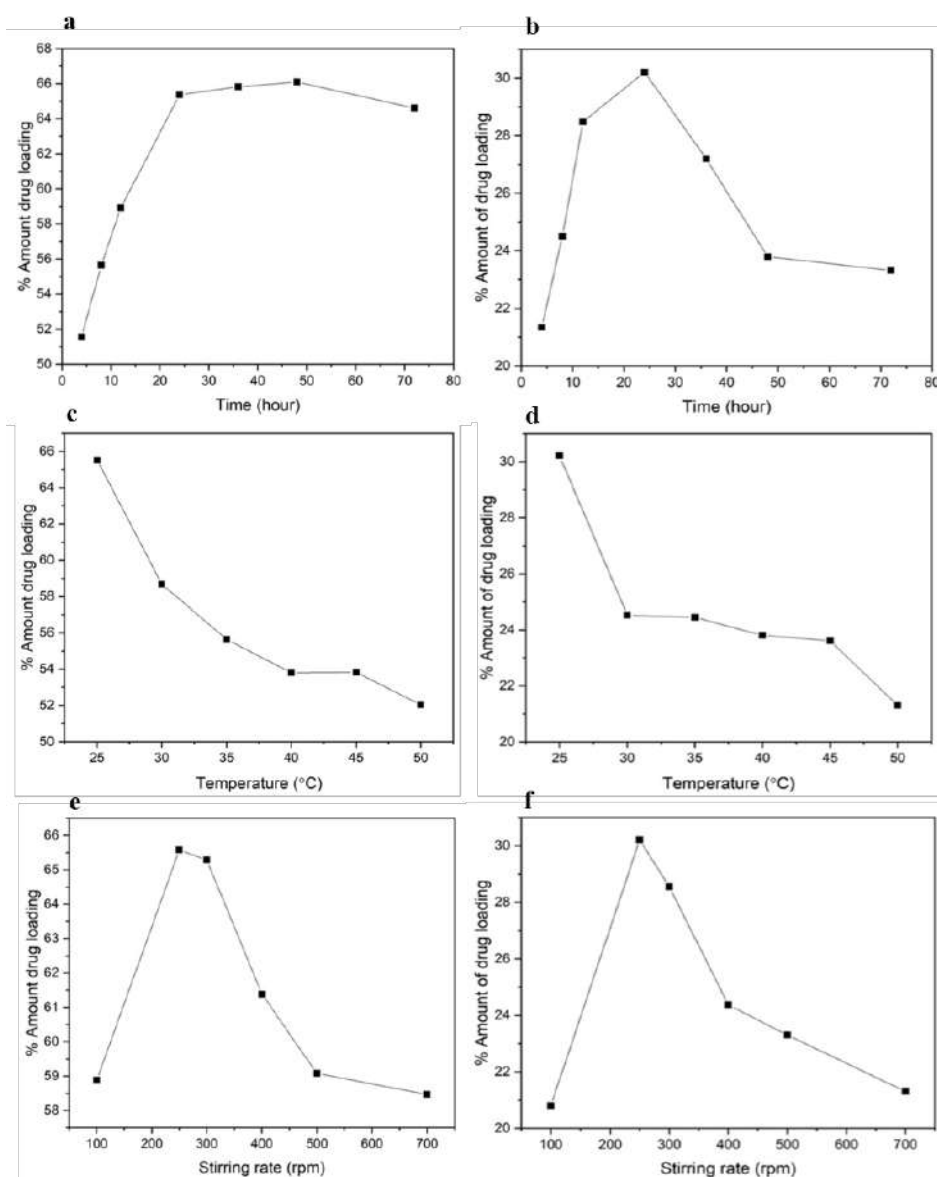 a
68
66
64
62
60
58
56
54
52
50
% Amount drug loading
0 10 20 30 40 50 60 70 80
Time (hour)
b
30
28
26
24
22
20
% Amount of drug loading
0 10 20 30 40 50 60 70 80
Time (hour)
c
66
64
62
60
58
56
54
52
50
% Amount drug loading
25 30 35 40 45 50
Temperature (°C)
d
30
28
26
24
22
20
% Amount of drug loading
25 30 35 40 45 50
Temperature (°C)
e
66
65
64
63
62
61
60
59
58
% Amount drug loading
100 200 300 400 500 600 700
Stirring rate (rpm)
f
30
28
26
24
22
20
% Amount of drug loading
100 200 300 400 500 600 700
Stirring rate (rpm)